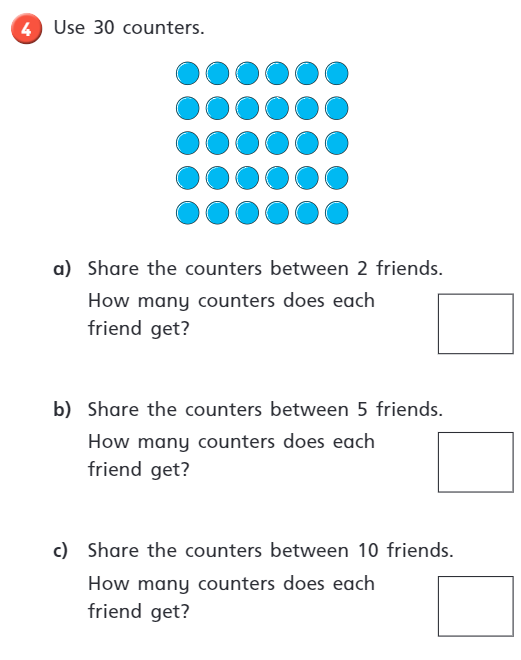 4 Use 30 counters.
a) Share the counters between 2 friends.
How many counters does each
friend get?
b) Share the counters between 5 friends.
How many counters does each
friend get?
c) Share the counters between 10 friends.
How many counters does each
friend get?